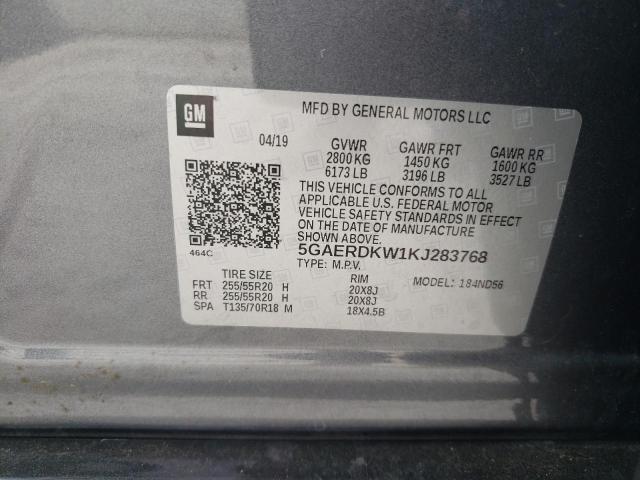 GM
MFD BY GENERAL MOTORS LLC
04/19 GVWR GAWR FRT GAWR RR
2800 KG 1450 KG 1600 KG
6173 LB 3196 LB 3527 LB
THIS VEHICLE CONFORMS TO ALL
APPLICABLE U.S. FEDERAL MOTOR
VEHICLE SAFETY STANDARDS IN EFFECT
ON THE DATE OF MANUFACTURE
SHOWN ABOVE.
464C
5GAERDKW1KJ283768
TYPE: M.P.V.
MODEL: 184ND56
TIRE SIZE RIM
FRT 255/55R20 H 20X8J
RR 255/55R20 H 20X8J
SPA T135/70R18 M 18X4.5B